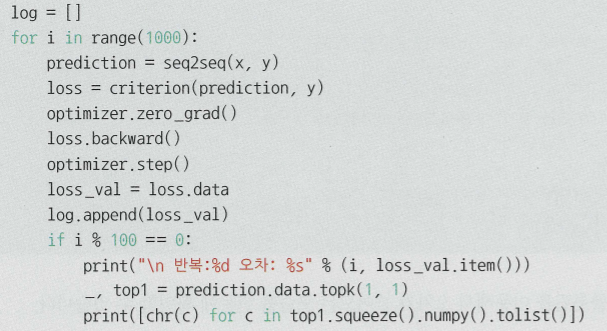 log = []
for i in range(1000):
    prediction = seq2seq(x, y)
    loss = criterion(prediction, y)
    optimizer.zero_grad()
    loss.backward()
    optimizer.step()
    loss_val = loss.data
    log.append(loss_val)
    if i % 100 == 0:
        print("\n 반복:%d 오차: %s" % (i, loss_val.item()))
        _, top1 = prediction.data.topk(1, 1)
        print([chr(c) for c in top1.squeeze().numpy().tolist()])